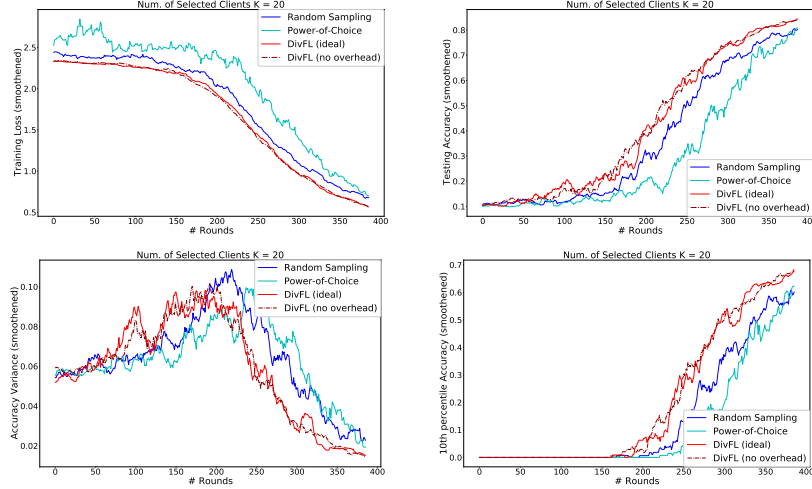 Num. of Selected Clients K = 20
Training Loss (smoothened)
2.5
2.0
1.5
1.0
0.5
Random Sampling
Power-of-Choice
DivFL (ideal)
DivFL (no overhead)
0 50 100 150 200 250 300 350 400
# Rounds
Num. of Selected Clients K = 20
Testing Accuracy (smoothened)
0.8
0.7
0.6
0.5
0.4
0.3
0.2
0.1
Random Sampling
Power-of-Choice
DivFL (ideal)
DivFL (no overhead)
0 50 100 150 200 250 300 350 400
# Rounds
Num. of Selected Clients K = 20
Accuracy Variance (smoothened)
0.10
0.08
0.06
0.04
0.02
Random Sampling
Power-of-Choice
DivFL (ideal)
DivFL (no overhead)
0 50 100 150 200 250 300 350 400
# Rounds
Num. of Selected Clients K = 20
10th percentile Accuracy (smoothened)
0.7
0.6
0.5
0.4
0.3
0.2
0.1
0.0
Random Sampling
Power-of-Choice
DivFL (ideal)
DivFL (no overhead)
0 50 100 150 200 250 300 350 400
# Rounds